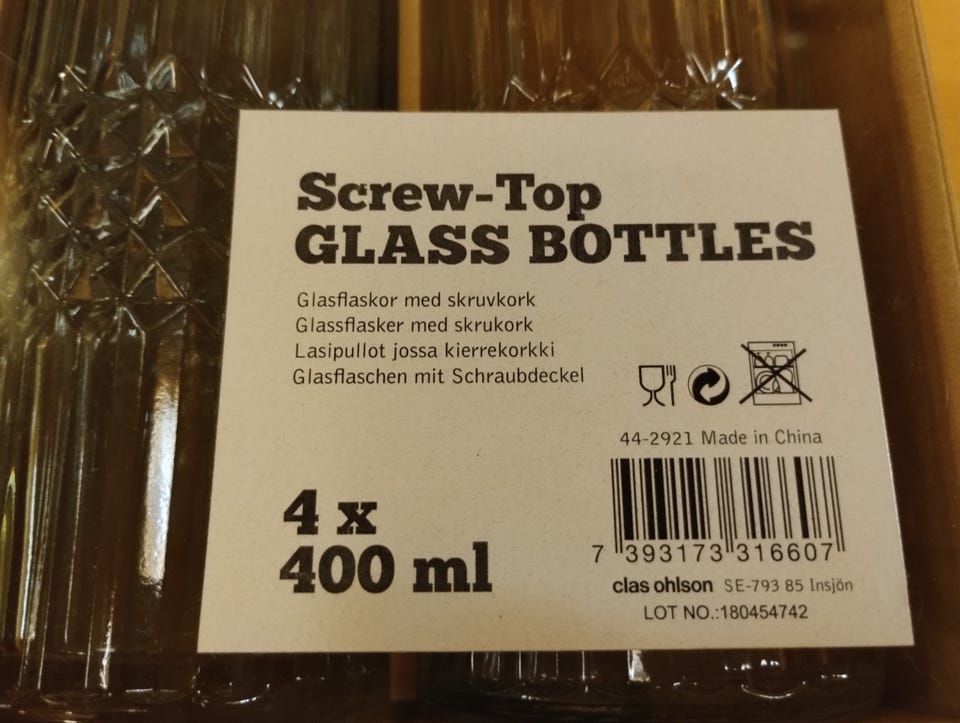 Screw-Top
GLASS BOTTLES
Glasflaskor med skruvkork
Glassflasker med skrukork
Lasipullot jossa kierrekorkki
Glasflaschen mit Schraubdeckel
4 x
400 ml
44-2921 Made in China
7 393173 316607
clas ohlson SE-793 85 Insjön
LOT NO.:180454742